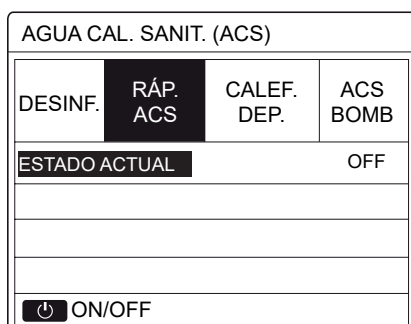 AGUA CAL. SANIT. (ACS)
DESINF.
RÁP.
ACS
CALEF.
DEP.
ACS
BOMB
ESTADO ACTUAL OFF
ON/OFF